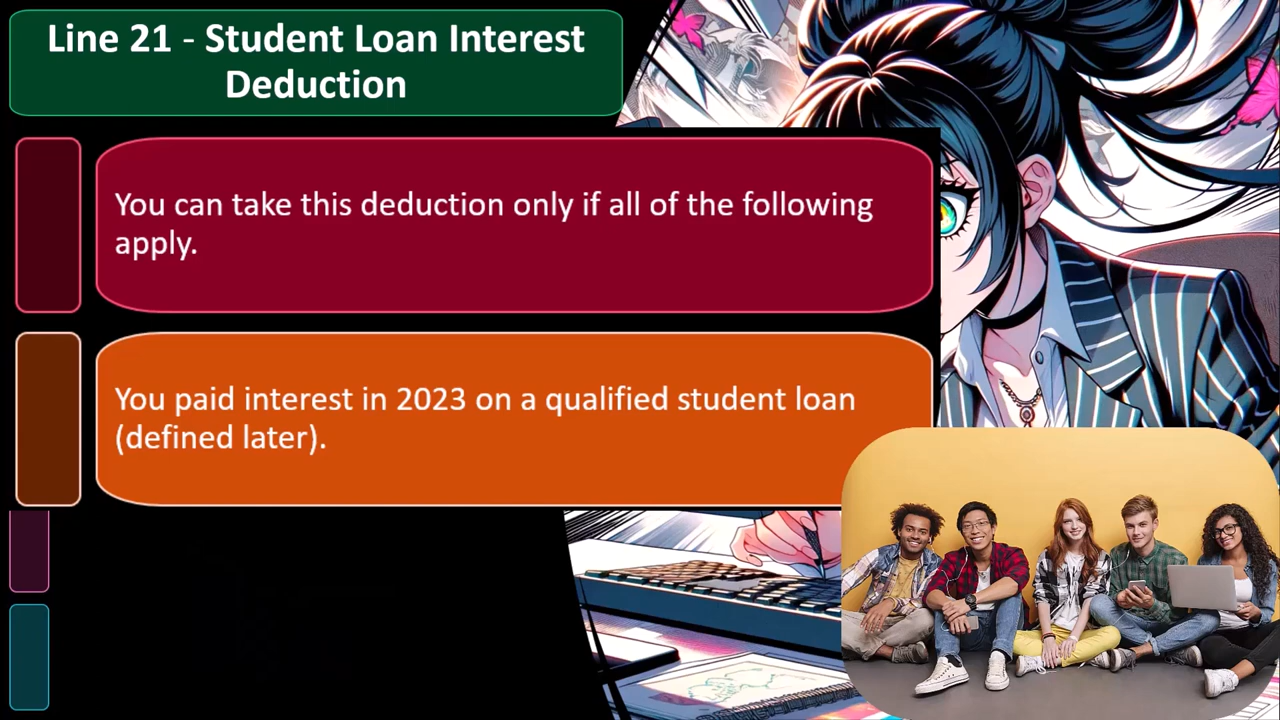 Line 21 - Student Loan Interest
Deduction
You can take this deduction only if all of the following
apply.
You paid interest in 2023 on a qualified student loan
(defined later).